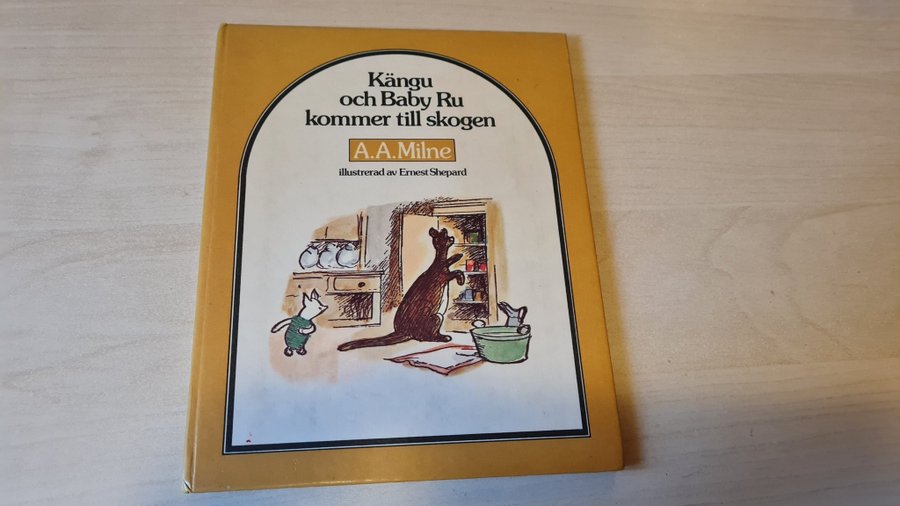 Kängu
och Baby Ru
kommer till skogen
A.A.Milne
illustrerad av Ernest Shepard